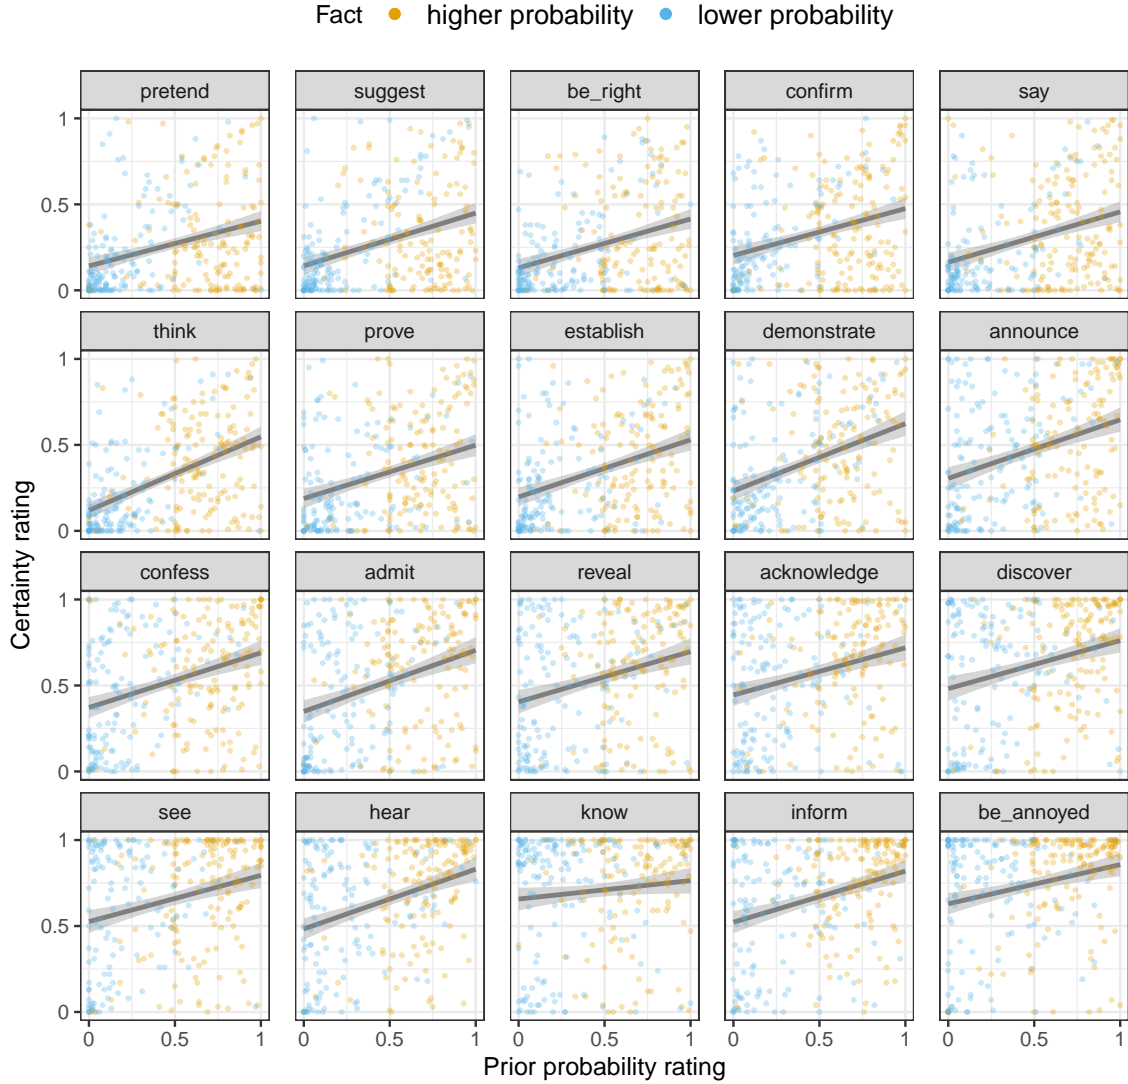 Fact higher probability lower probability
pretend suggest be_right confirm say
1
0.5
0
think prove establish demonstrate announce
1
0.5
0
confess admit reveal acknowledge discover
1
0.5
0
see hear know inform be_annoyed
1
0.5
0
0 0.5 1 0 0.5 1 0 0.5 1 0 0.5 1 0 0.5 1
Prior probability rating
Certainty rating